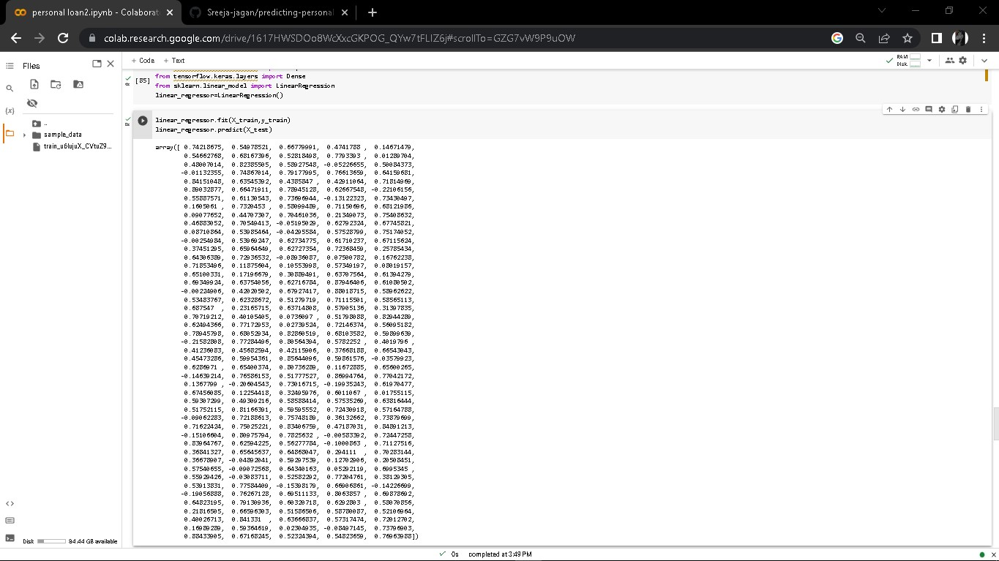 personal loan2.ipynb - Colaborat
Sreeja-jagan/predicting-personal
colab.research.google.com/drive/1617HWSDOo8WcXxcGKPOG_QYw7tFLIZ6j#scrollTo=GZG7vW9P9uOW
Files
+ Code + Text
RAM
Disk
..
sample_data
train_u6lujuX_CVtuZ9...
[85]
from tensorflow.keras.layers import Dense
from sklearn.linear_model import LinearRegression
linear_regressor=LinearRegression()
0s
linear_regressor.fit(X_train,y_train)
linear_regressor.predict(X_test)
array([ 0.74218675, 0.54978521, 0.66779991, 0.4741788 , 0.14671479,
0.54662768, 0.68167396, 0.52818498, 0.7793393 , 0.01289704,
0.48007014, 0.82385505, 0.58927548, -0.05226655, 0.50084373,
-0.01132355, 0.74867014, 0.79177995, 0.76613659, 0.64159681,
0.84151048, 0.63545392, 0.4385847 , 0.42911064, 0.71814969,
0.89032877, 0.66471911, 0.78945128, 0.62667548, -0.22106156,
0.55887571, 0.61130543, 0.73696944, -0.13122323, 0.73430497,
0.1605061 , 0.7320453 , 0.58099489, 0.71150696, 0.68121986,
0.09077652, 0.44707307, 0.70461036, 0.21349073, 0.75408632,
0.46883052, 0.70549413, -0.05195029, 0.62792324, 0.67745821,
0.08710864, 0.53985464, -0.04295584, 0.57528799, 0.75174052,
-0.00254984, 0.53969247, 0.62734775, 0.61710237, 0.67115624,
0.37451295, 0.65964649, 0.62727354, 0.72368459, 0.25785434,
0.64306389, 0.72936532, -0.08936087, 0.07500782, 0.16762238,
0.71853496, 0.11875604, 0.10553998, 0.57349197, 0.08019157,
0.65100331, 0.17196679, 0.30889491, 0.63707564, 0.61394279,
0.69349924, 0.63754056, 0.62716784, 0.87946406, 0.61080502,
-0.00224906, 0.42020502, 0.67927417, 0.88018715, 0.58962622,
0.53483767, 0.62328672, 0.51279719, 0.71115501, 0.58565113,
0.687547 , 0.23165715, 0.63714808, 0.57905136, 0.31397835,
0.70719212, 0.40105405, 0.0736097 , 0.51798088, 0.82944289,
0.62494366, 0.77172953, 0.02739524, 0.72146374, 0.56095182,
0.78945798, 0.68052934, 0.82860519, 0.68103582, 0.59899639,
-0.21582808, 0.77284496, 0.80564394, 0.5782252 , 0.4019796 ,
0.41236083, 0.45682594, 0.42115906, 0.37668188, 0.66543043,
0.45473286, 0.59954361, 0.85644096, 0.59861576, -0.03579923,
0.6286971 , 0.65400374, 0.80736289, 0.11672885, 0.65600265,
-0.14639214, 0.76586153, 0.51777527, 0.86994764, 0.77042172,
0.1367799 , -0.20604543, 0.73016715, -0.19935243, 0.61970477,
0.67456085, 0.12254418, 0.32495976, 0.6011067 , 0.01755115,
0.59307299, 0.49309216, 0.58588414, 0.57535269, 0.63816444,
0.51752115, 0.81166391, 0.59595552, 0.72430918, 0.57164788,
-0.09062283, 0.72188613, 0.75748189, 0.36132662, 0.73879699,
0.71622424, 0.75025221, 0.83406759, 0.47187031, 0.84891213,
-0.15106604, 0.80975794, 0.7825632 , -0.00583392, 0.72447258,
0.83964767, 0.62594225, 0.56277784, -0.1000863 , 0.71127516,
0.36841327, 0.65645637, 0.64868047, 0.294111 , 0.70283144,
0.36678907, -0.04892041, 0.59297539, 0.12702906, 0.20508451,
0.57540655, -0.09072568, 0.64340163, 0.05292119, 0.6995345 ,
0.55929426, -0.03083711, 0.52582292, 0.77204761, 0.38129305,
0.53913831, 0.77584409, -0.15398179, 0.66906861, -0.14226699,
-0.19056888, 0.76267128, 0.69511133, 0.8063857 , 0.69878692,
0.64823195, 0.79130936, 0.60320718, 0.6292803 , 0.58070856,
0.21816505, 0.66596303, 0.51586506, 0.58780087, 0.52106964,
0.40026713, 0.841331 , 0.63666837, 0.57317474, 0.72012702,
0.16989289, 0.59364619, 0.02304935, -0.08497145, 0.73796903,
0.88433905, 0.67168245, 0.52324394, 0.54823659, 0.76963988])
Disk 84.44 GB available
0s completed at 3:49 PM